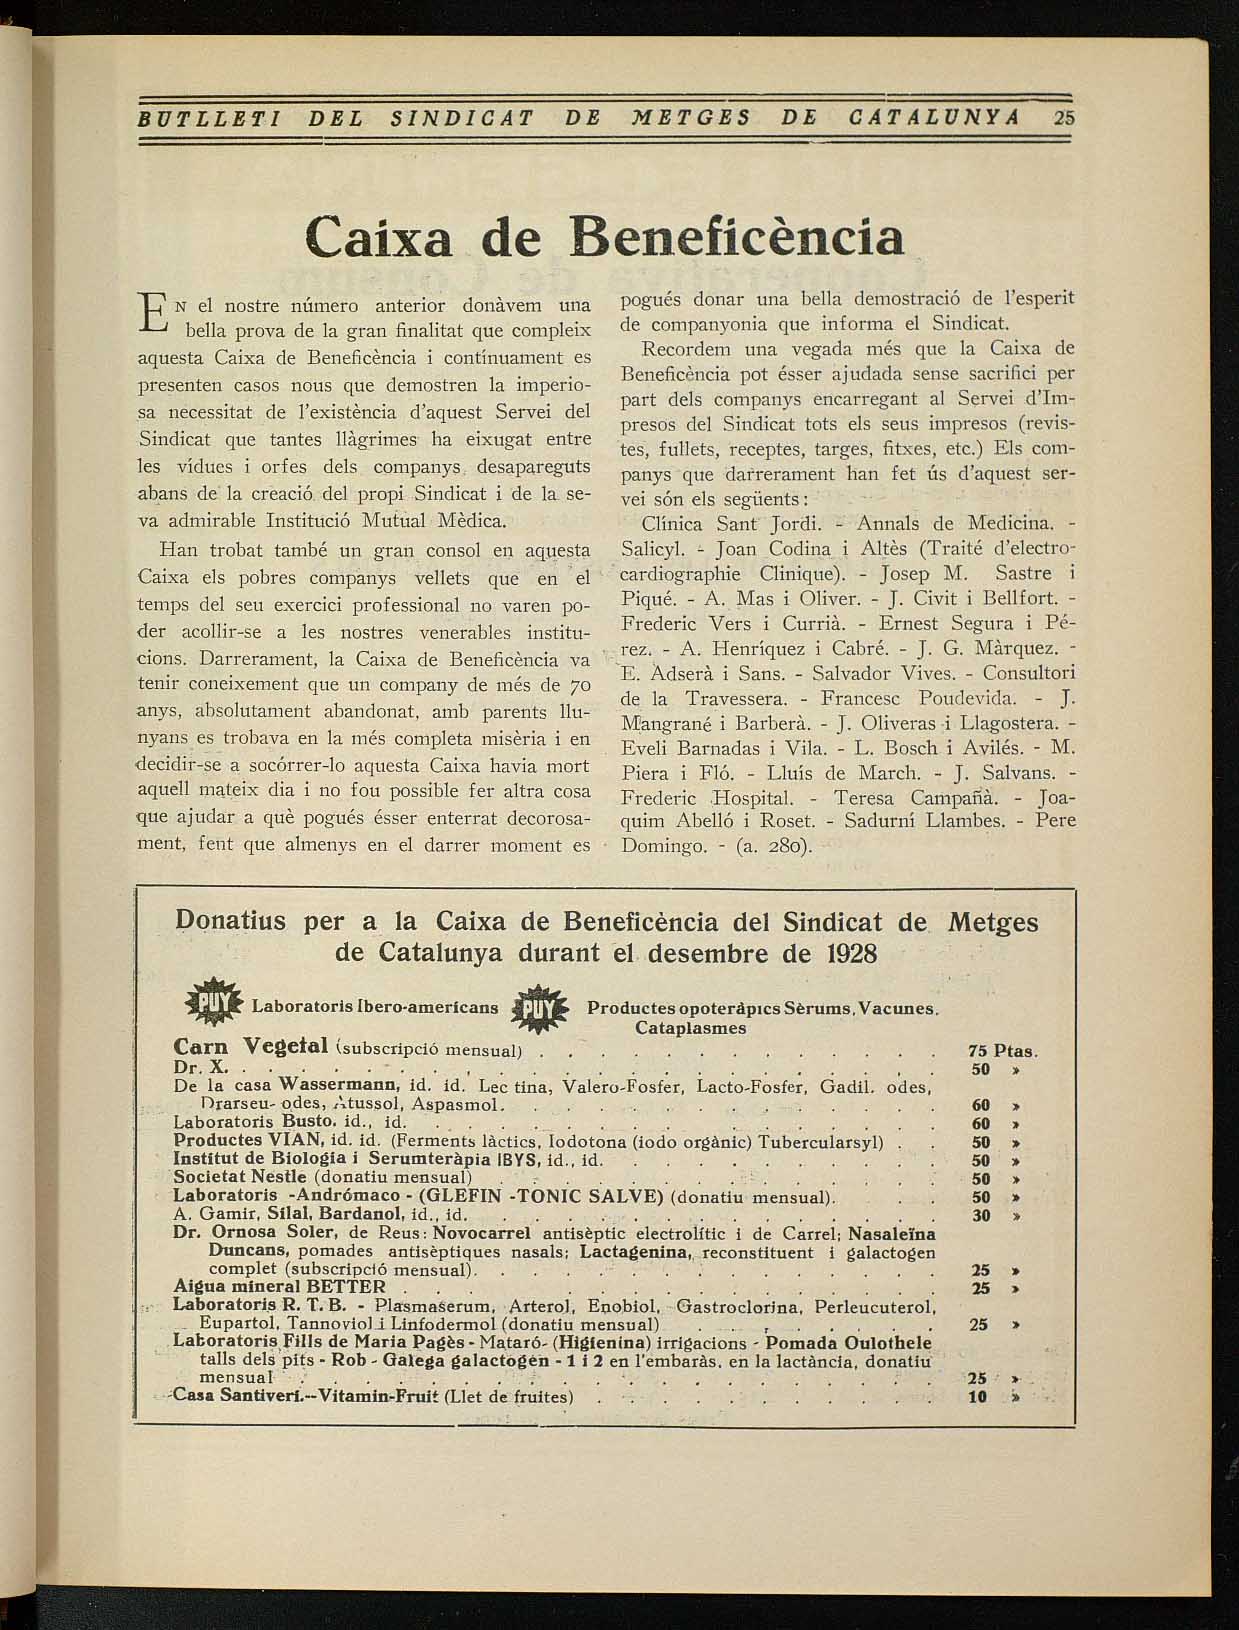 BUTLLETI DEL SINDICAT DE METGES DE CATALUNYA 25
Caixa de Beneficència
EN el nostre número anterior donàvem una
bella prova de la gran finalitat que compleix
aquesta Caixa de Beneficència i contínuament es
presenten casos nous que demostren la imperio-
sa necessitat de l'existència d'aquest Servei del
Sindicat que tantes llàgrimes ha eixugat entre
les vídues i orfes dels companys desapareguts
abans de la creació del propi Sindicat i de la se-
va admirable Institució Mutual Mèdica.
Han trobat també un gran consol en aquesta
Caixa els pobres companys vellets que en el
temps del seu exercici professional no varen po-
der acollir-se a les nostres venerables institu-
cions. Darrerament, la Caixa de Beneficència va
tenir coneixement que un company de més de 70
anys, absolutament abandonat, amb parents llu-
nyans es trobava en la més completa misèria i en
decidir-se a socórrer-lo aquesta Caixa havia mort
aquell mateix dia i no fou possible fer altra cosa
que ajudar a què pogués ésser enterrat decorosa-
ment, fent que almenys en el darrer moment es
pogués donar una bella demostració de l'esperit
de companyonia que informa el Sindicat.
Recordem una vegada més que la Caixa de
Beneficència pot ésser ajudada sense sacrifici per
part dels companys encarregant al Servei d'Im-
presos del Sindicat tots els seus impresos (revis-
tes, fullets, receptes, targes, fitxes, etc.) Els com-
panys que darrerament han fet ús d'aquest ser-
vei són els següents:
Clínica Sant Jordi. - Annals de Medicina. -
Salicyl. - Joan Codina i Altès (Traité d'electro-
cardiographie Clinique). - Josep M. Sastre i
Piqué. - A. Mas i Oliver. - J. Civit i Bellfort. -
Frederic Vers i Currià. - Ernest Segura i Pé-
rez. - A. Henríquez i Cabré. - J. G. Màrquez. -
E. Adserà i Sans. - Salvador Vives. - Consultori
de la Travessera. - Francesc Poudevida. - J.
Mangrané i Barberà. - J. Oliveras i Llagostera. -
Eveli Barnadas i Vila. - L. Bosch i Avilés. - M.
Piera i Fló. - Lluís de March. - J. Salvans. -
Frederic Hospital. - Teresa Campañà. - Joa-
quim Abelló i Roset. - Sadurní Llambes. - Pere
Domingo. - (a. 280).
Donatius per a la Caixa de Beneficència del Sindicat de Metges
de Catalunya durant el desembre de 1928
PUY Laboratoris Ibero-americans PUY Productes opoteràpics Sèrums, Vacunes,
Cataplasmes
Carn Vegetal (subscripció mensual) . . . . . . . . . . . . 75 Ptas.
Dr. X. . . . . . . . . . . . . . . . . . . . . . 50 »
De la casa Wassermann, id. id. Lec tina, Valero-Fosfer, Lacto-Fosfer, Gadil. odes,
Drarseu- odes, Atussol, Aspasmol. . . . . . . . . . . . . . 60 »
Laboratoris Busto. id., id. . . . . . . . . . . . . . . . . 60 »
Productes VIAN, id. id. (Ferments làctics, Iodotona (iodo orgànic) Tubercularsyl) . . 50 »
Institut de Biologia i Serumteràpia IBYS, id., id. . . . . . . . . . . 50 »
Societat Nestle (donatiu mensual) . . . . . . . . . . . . . 50 »
Laboratoris -Andrómaco - (GLEFIN -TONIC SALVE) (donatiu mensual). . . 50 »
A. Gamir, Silal, Bardanol, id., id. . . . . . . . . . . . . . . 30 »
Dr. Ornosa Soler, de Reus: Novocarrel antisèptic electrolític i de Carrel; Nasaleïna
Duncans, pomades antisèptiques nasals; Lactagenina, reconstituent i galactogen
complet (subscripció mensual). . . . . . . . . . . . . . . 25 »
Aigua mineral BETTER . . . . . . . . . . . . . . . . 25 »
Laboratoris R. T. B. - Plasmaserum, Arterol, Enobiol, Gastroclorina, Perleucuterol,
Eupartol, Tannoviol i Linfodermol (donatiu mensual) . . . . . . . . 25 »
Laboratoris Fills de Maria Pagès - Mataró- (Higienina) irrigacions - Pomada Oulothele
talls dels pits - Rob - Galega galactogen - 1 i 2 en l'embaràs. en la lactància, donatiu
mensual . . . . . . . . . . . . . . . . . . . . 25 »
Casa Santiveri.--Vitamin-Fruit (Llet de fruites) . . . . . . . . . . . 10 »